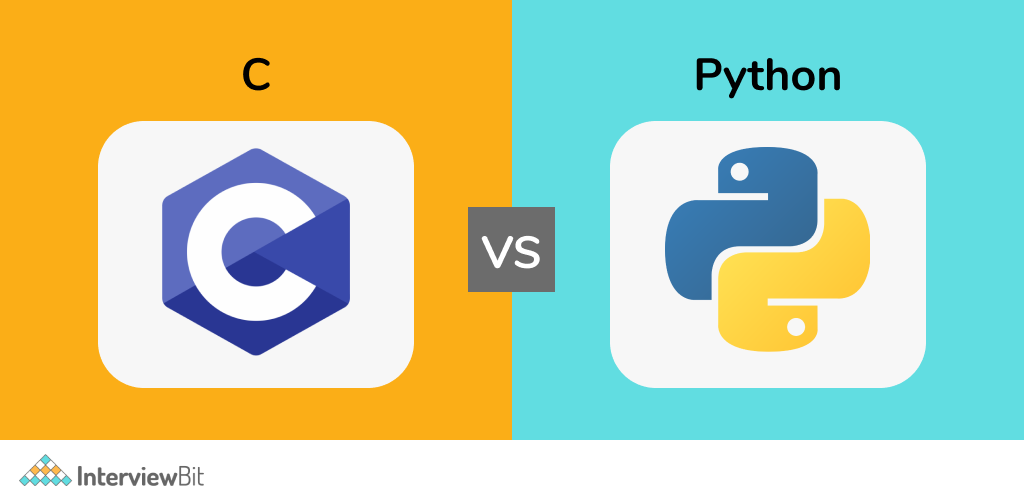 C
Python
VS
InterviewBit